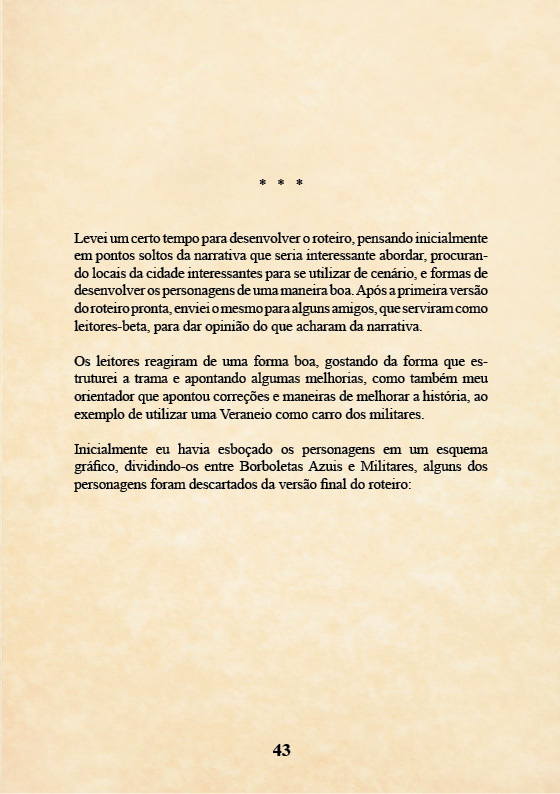 * * *
Levei um certo tempo para desenvolver o roteiro, pensando inicialmente
em pontos soltos da narrativa que seria interessante abordar, procuran-
do locais da cidade interessantes para se utilizar de cenário, e formas de
desenvolver os personagens de uma maneira boa. Após a primeira versão
do roteiro pronta, enviei o mesmo para alguns amigos, que serviram como
leitores-beta, para dar opinião do que acharam da narrativa.
Os leitores reagiram de uma forma boa, gostando da forma que es-
truturei a trama e apontando algumas melhorias, como também meu
orientador que apontou correções e maneiras de melhorar a história, ao
exemplo de utilizar uma Veraneio como carro dos militares.
Inicialmente eu havia esboçado os personagens em um esquema
gráfico, dividindo-os entre Borboletas Azuis e Militares, alguns dos
personagens foram descartados da versão final do roteiro:
43